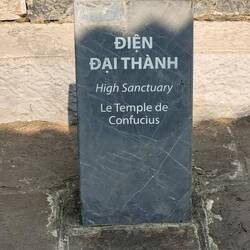 ĐIỆN
ĐẠI THÀNH
High Sanctuary
Le Temple de
Confucius